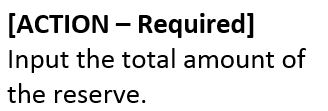 [ACTION – Required]
Input the total amount of
the reserve.